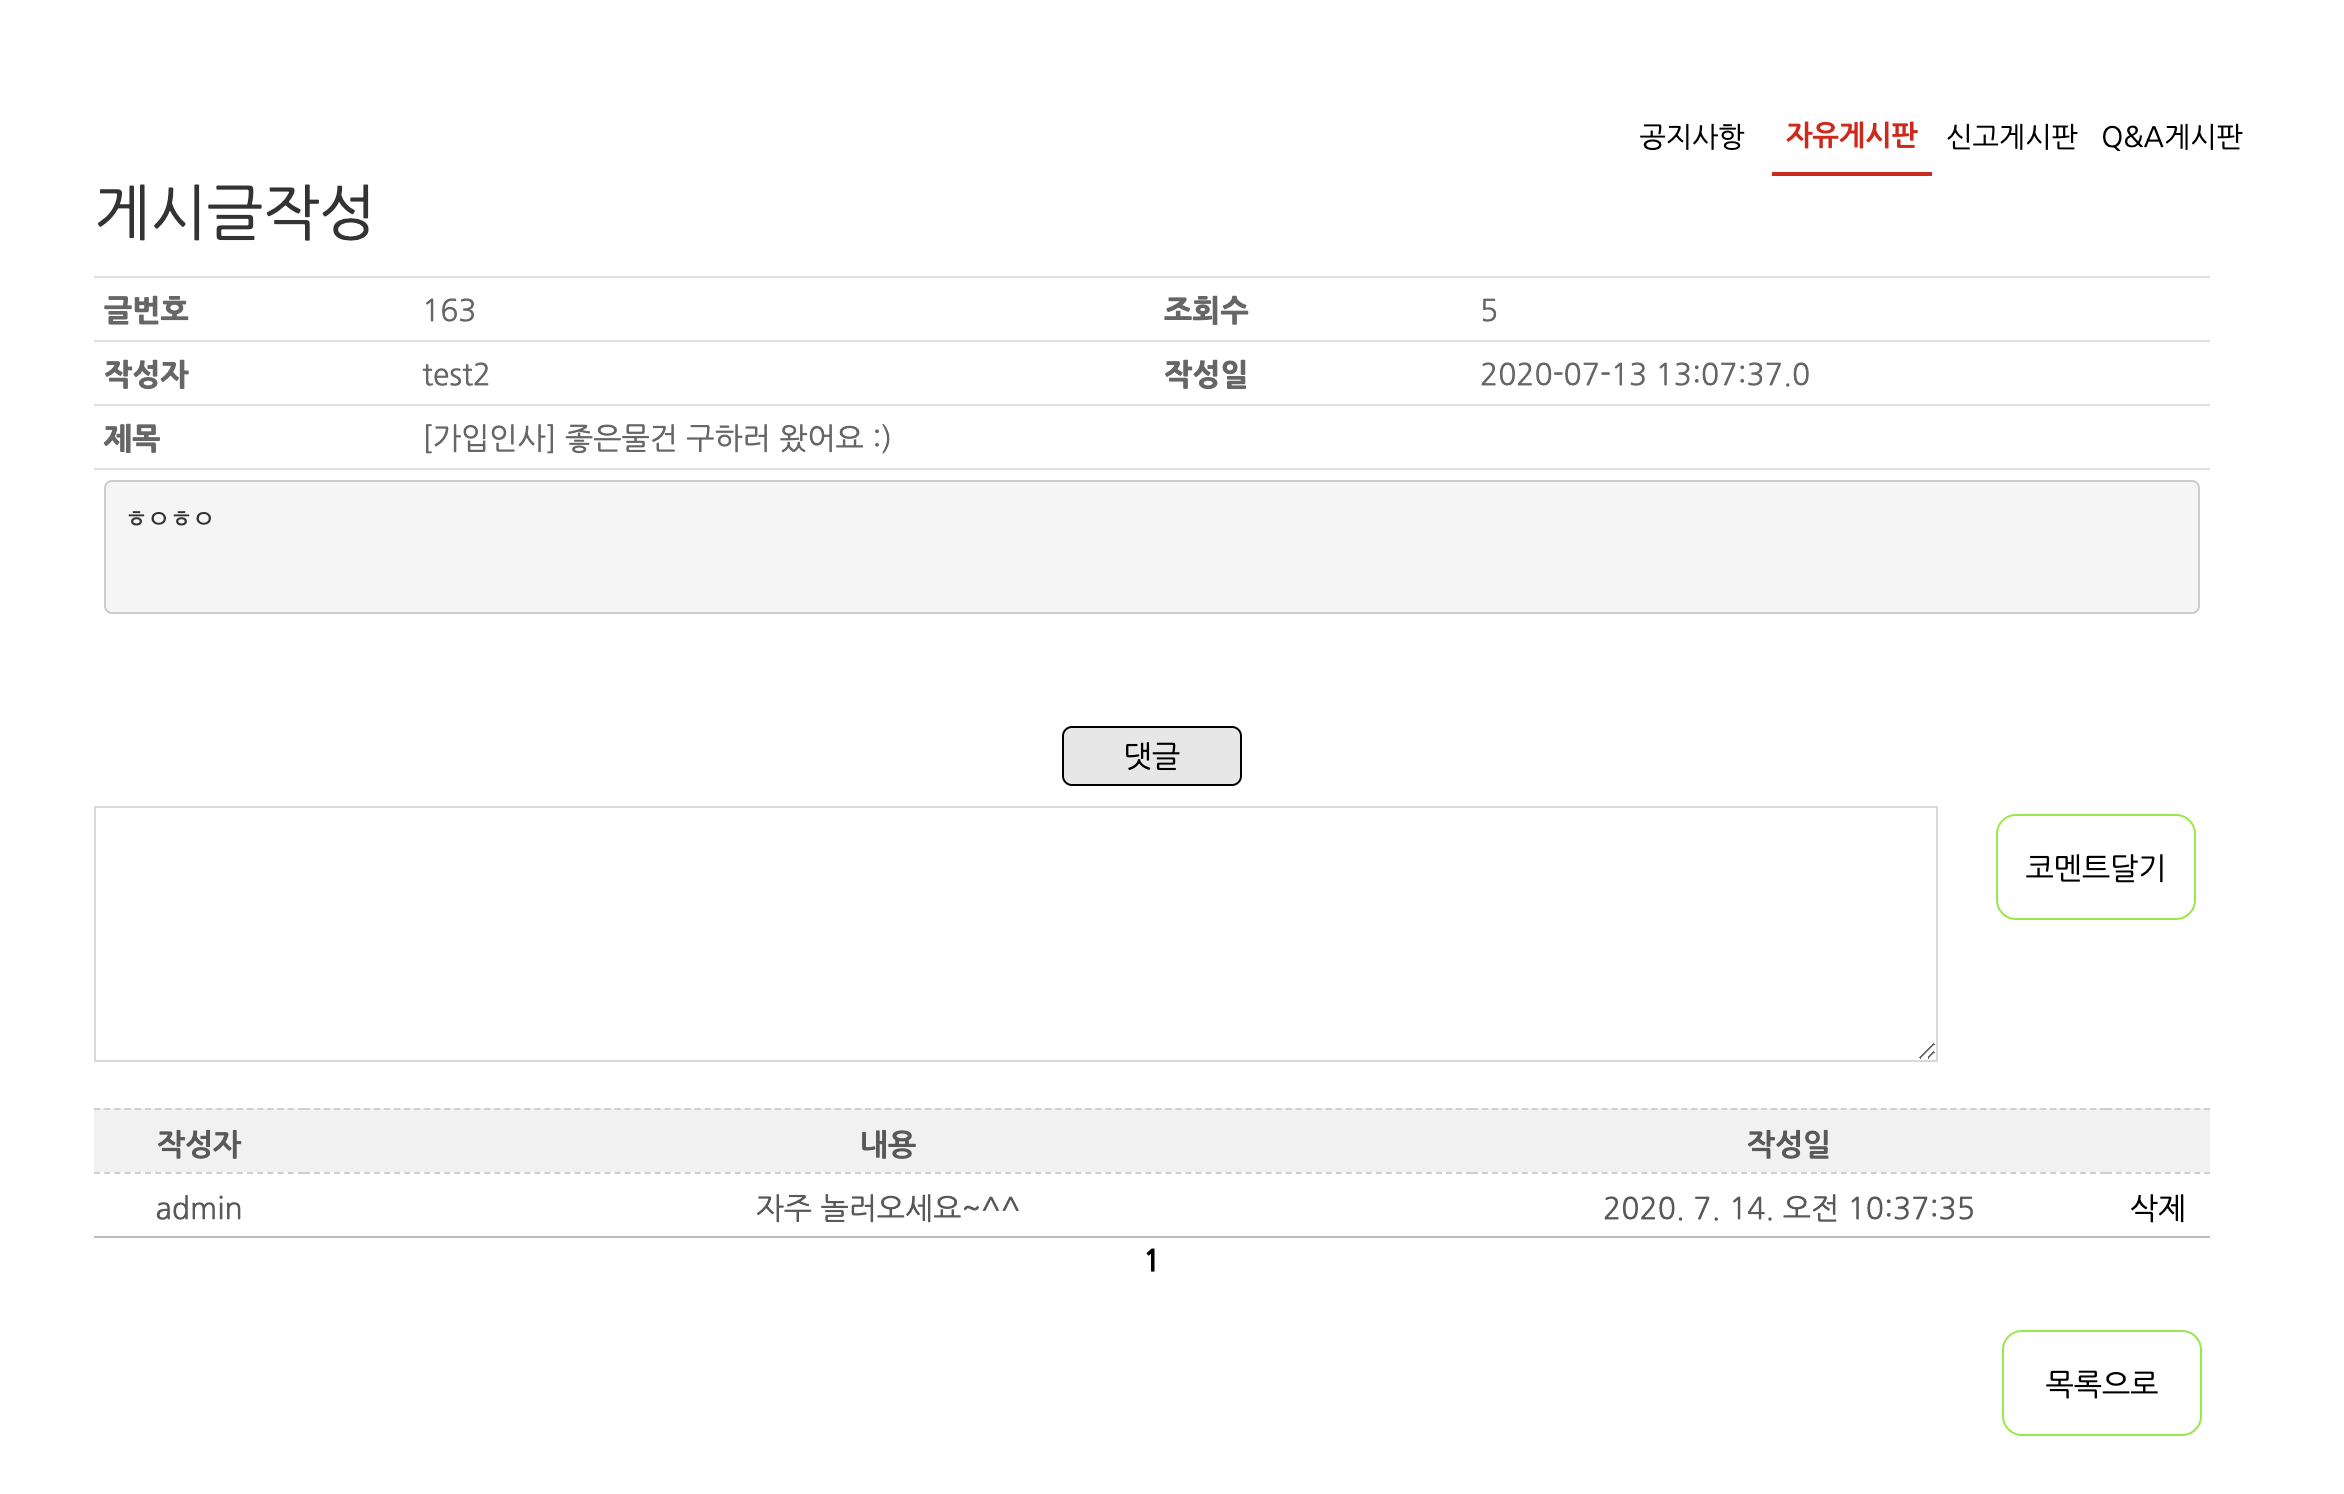 공지사항 자유게시판 신고게시판 Q&A게시판
게시글작성
글번호 163 조회수 5
작성자 test2 작성일 2020-07-13 13:07:37.0
제목 [가입인사] 좋은물건 구하러 왔어요 :)
ㅎㅇㅎㅇ
댓글
코멘트달기
작성자 내용 작성일
admin 자주 놀러오세요~^^ 2020. 7. 14. 오전 10:37:35 삭제
1
목록으로